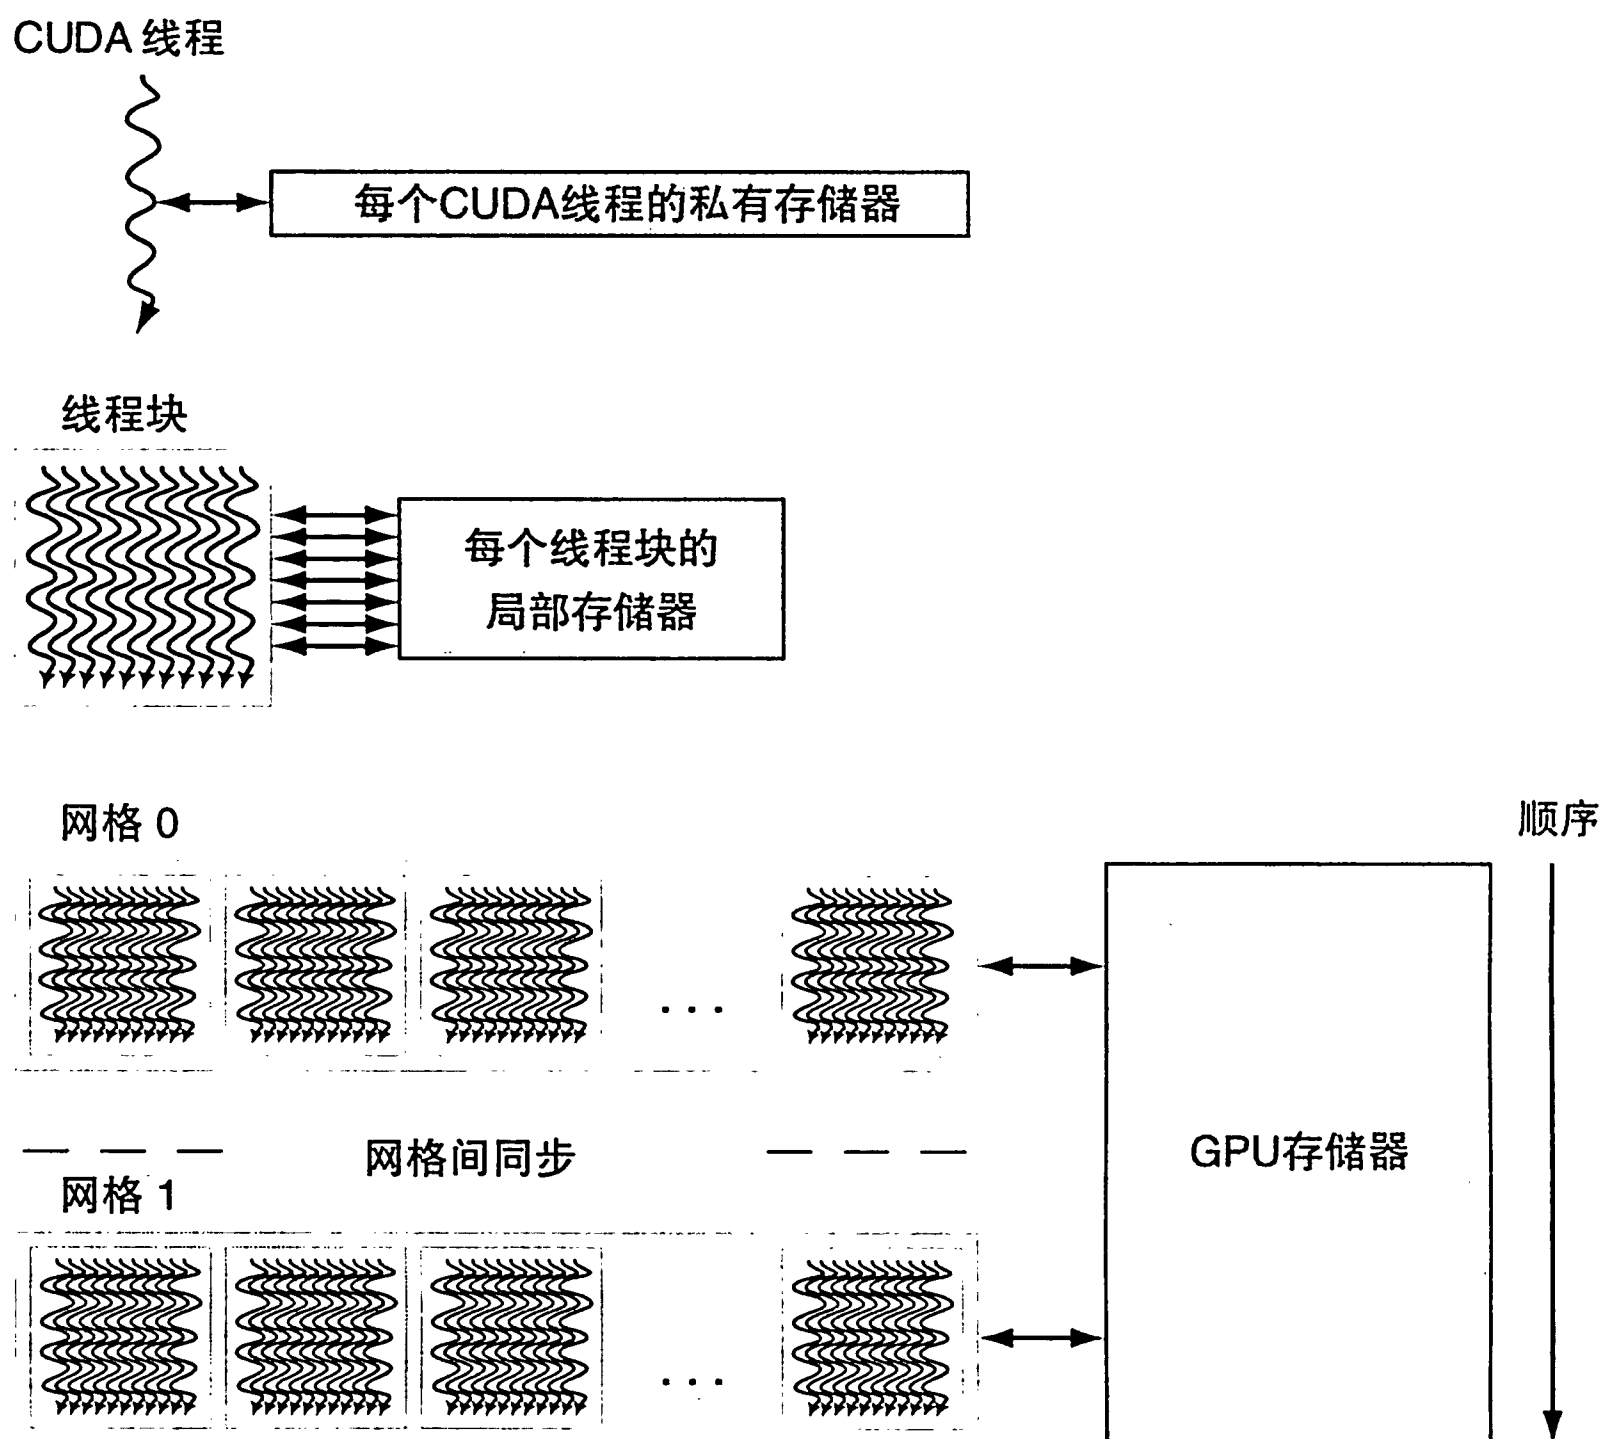 CUDA 线程
每个CUDA线程的私有存储器
线程块
每个线程块的
局部存储器
网格 0
顺序
...
网格间同步
GPU存储器
网格 1
...